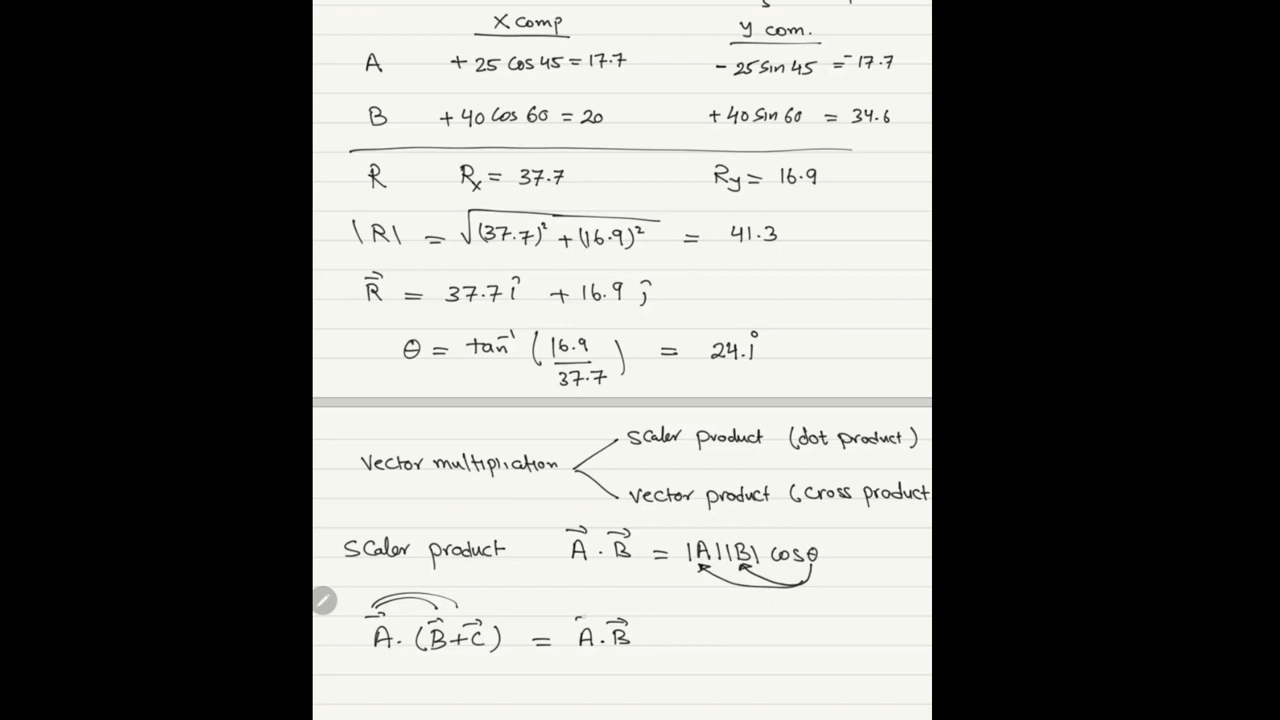 X comp y com.
A + 25 cos 45 = 17.7 - 25 sin 45 = -17.7
B + 40 cos 60 = 20 + 40 sin 60 = 34.6
R Rx = 37.7 Ry = 16.9
|R| = √(37.7)² + (16.9)² = 41.3
R⃗ = 37.7 î + 16.9 ĵ
θ = tan⁻¹ (16.9/37.7) = 24.1°
scaler product (dot product)
Vector multipliation
vector product (cross product
Scaler product A⃗ . B⃗ = |A||B| cosθ
A⃗ . (B⃗ + C⃗) = A . B⃗